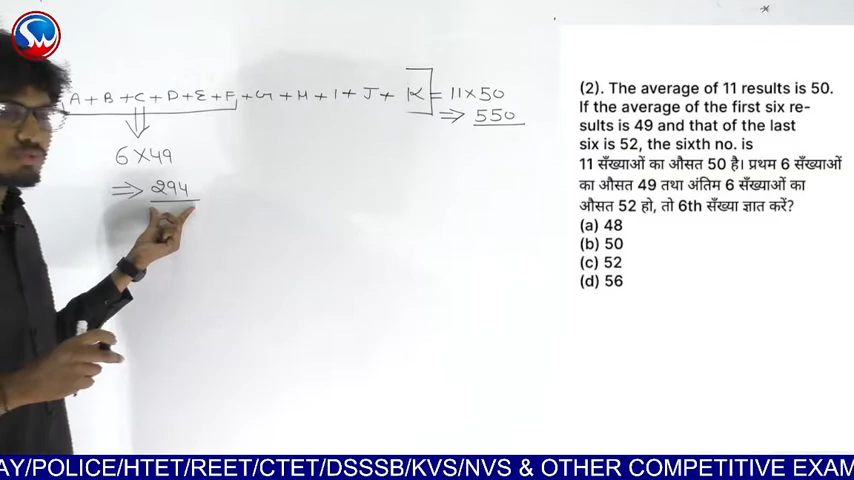 SW
A + B + C + D + E + F + G + H + I + J + K = 11 × 50
⇒ 550
6 × 49
⇒ 294
(2). The average of 11 results is 50.
If the average of the first six re-
sults is 49 and that of the last
six is 52, the sixth no. is
11 सँख्याओं का औसत 50 है। प्रथम 6 सँख्याओं
का औसत 49 तथा अंतिम 6 सँख्याओं का
औसत 52 हो, तो 6th सँख्या ज्ञात करें?
(a) 48
(b) 50
(c) 52
(d) 56
AY/POLICE/HTET/REET/CTET/DSSSB/KVS/NVS & OTHER COMPETITIVE EXAM